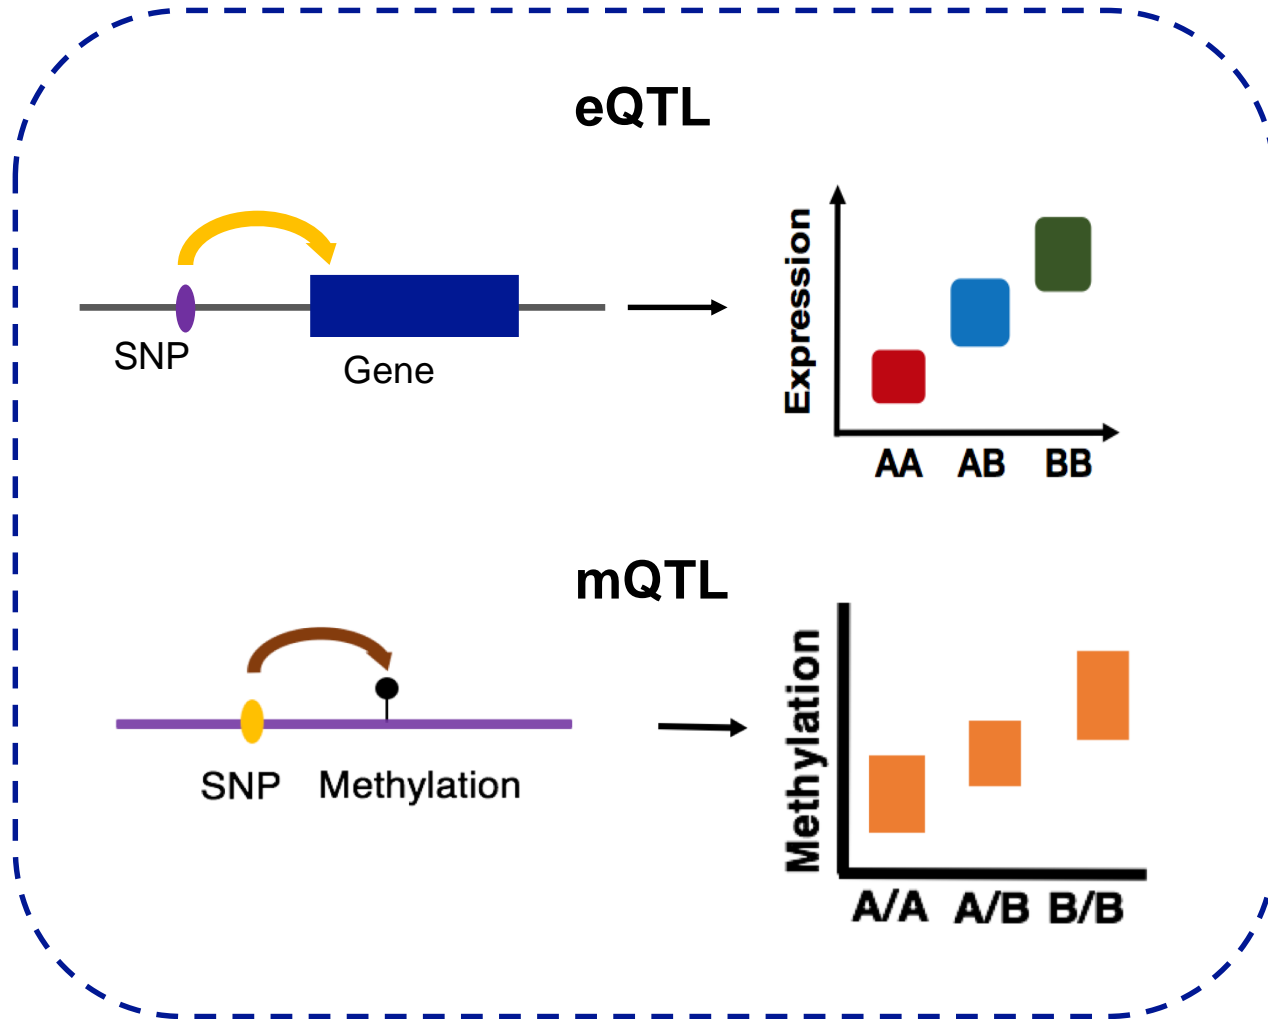 eQTL
SNP
Gene
Expression
AA AB BB
mQTL
SNP Methylation
Methylation
A/A A/B B/B